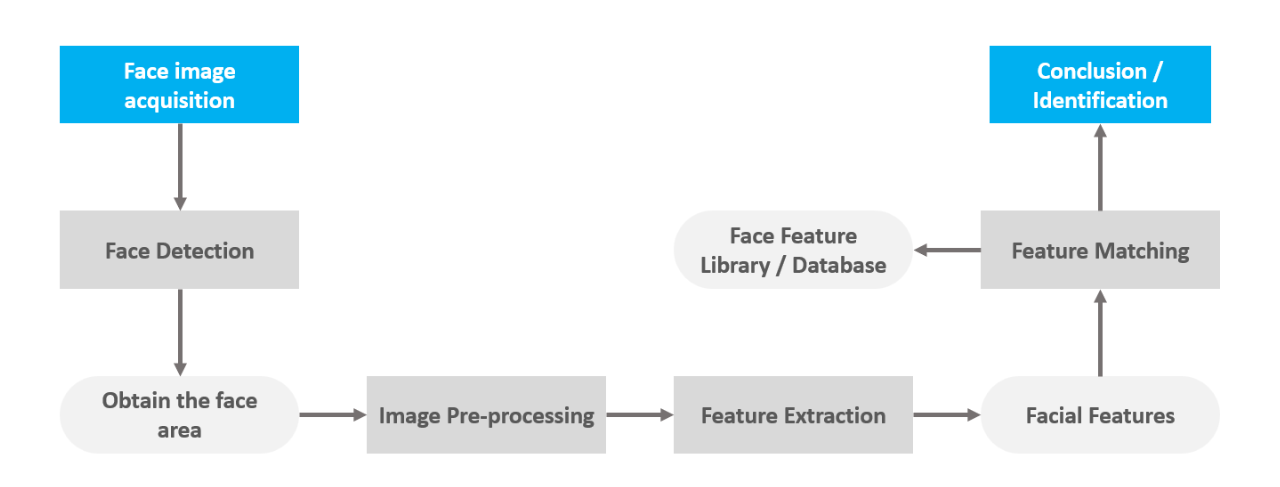 Face image
acquisition
Conclusion /
Identification
Face Detection
Face Feature
Library / Database
Feature Matching
Obtain the face
area
Image Pre-processing
Feature Extraction
Facial Features